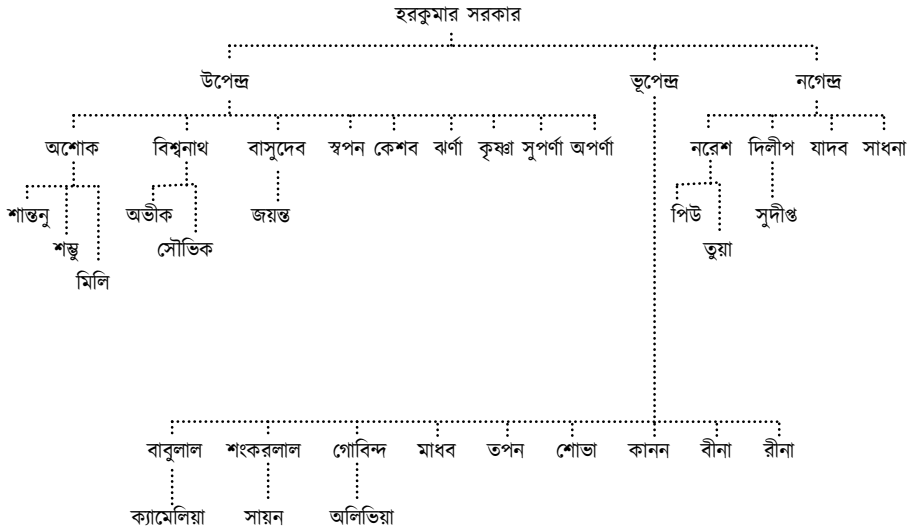 হরকুমার সরকার
উপেন্দ্র ভূপেন্দ্র নগেন্দ্র
অশোক বিশ্বনাথ বাসুদেব স্বপন কেশব ঝর্ণা কৃষ্ণা সুপর্ণা অপর্ণা নরেশ দিলীপ যাদব সাধনা
শান্তনু অভীক জয়ন্ত পিউ সুদীপ্ত
শম্ভু সৌভিক তুয়া
মিলি
বাবুলাল শংকরলাল গোবিন্দ মাধব তপন শোভা কানন বীনা রীনা
ক্যামেলিয়া সায়ন অলিভিয়া